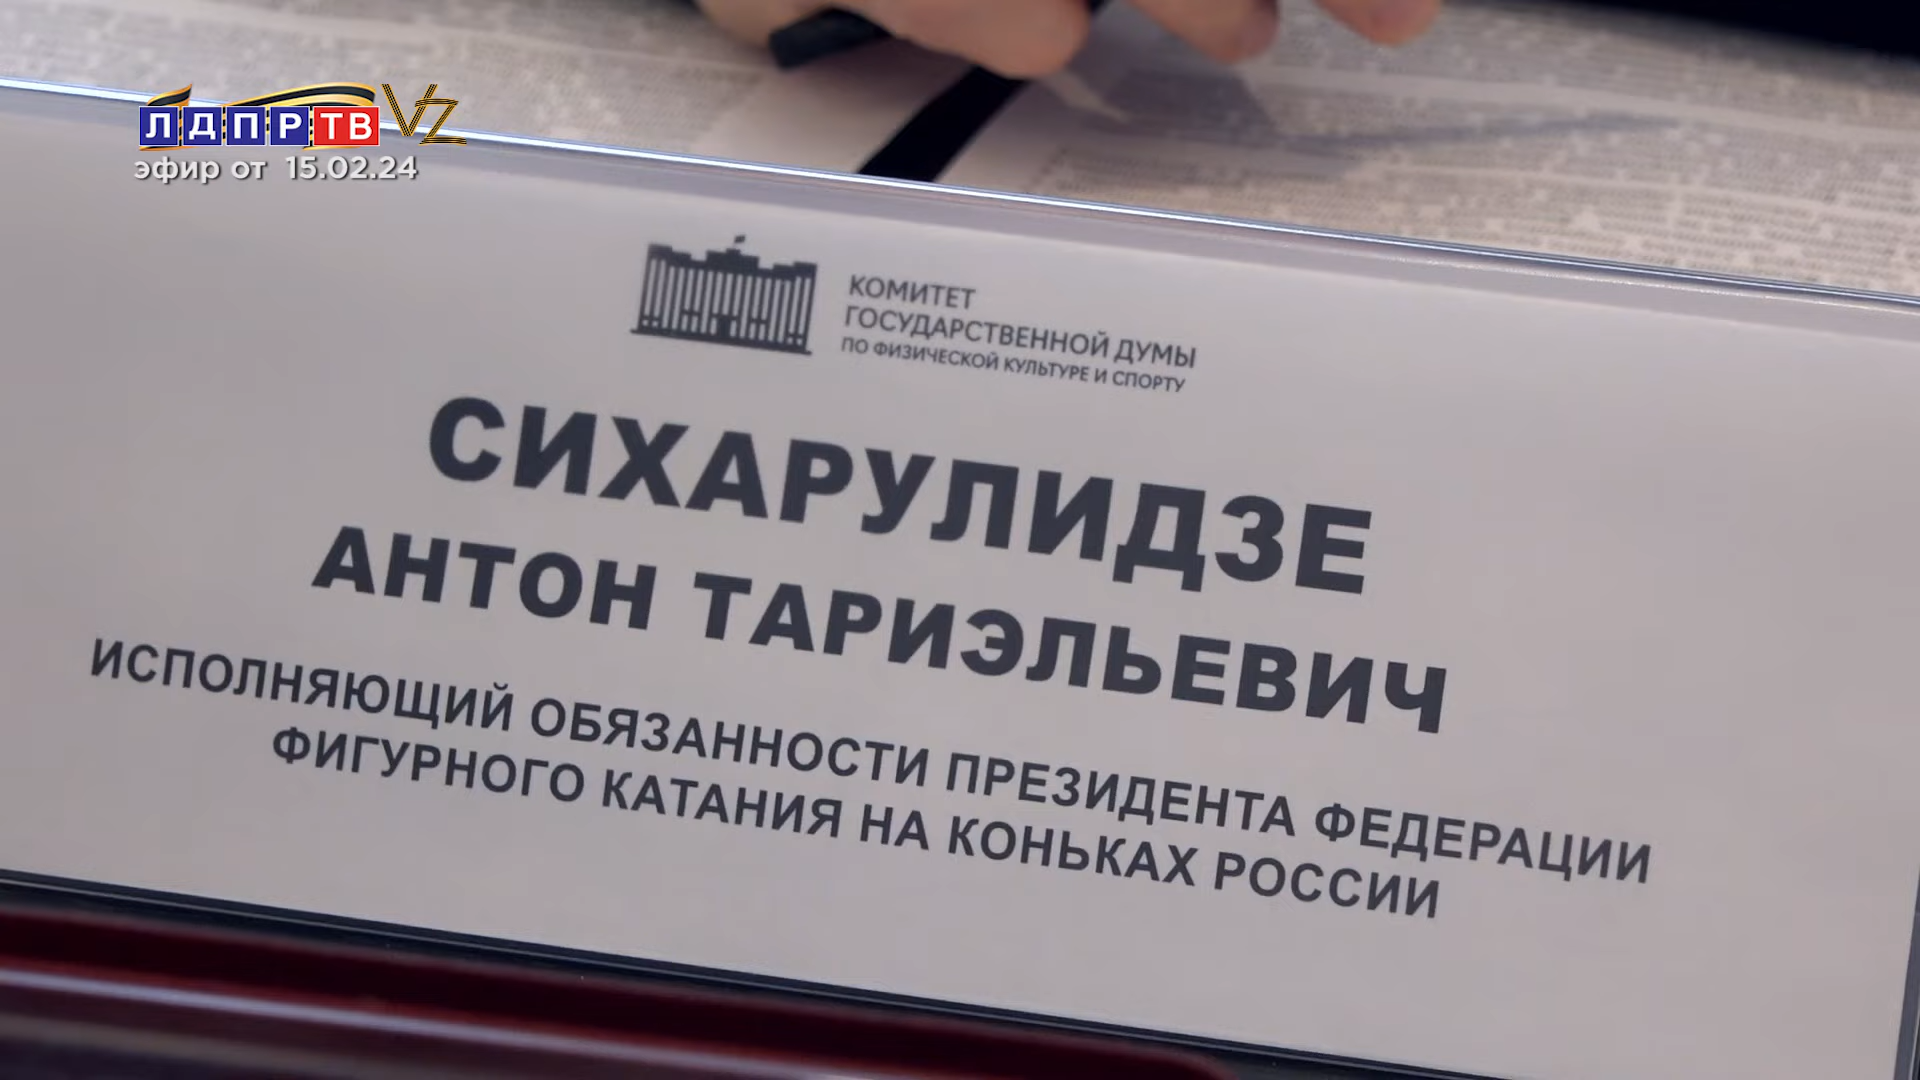 ЛДПР ТВ VZ
эфир от 15.02.24
КОМИТЕТ
ГОСУДАРСТВЕННОЙ ДУМЫ
ПО ФИЗИЧЕСКОЙ КУЛЬТУРЕ И СПОРТУ
СИХАРУЛИДЗЕ
АНТОН ТАРИЭЛЬЕВИЧ
ИСПОЛНЯЮЩИЙ ОБЯЗАННОСТИ ПРЕЗИДЕНТА ФЕДЕРАЦИИ
ФИГУРНОГО КАТАНИЯ НА КОНЬКАХ РОССИИ